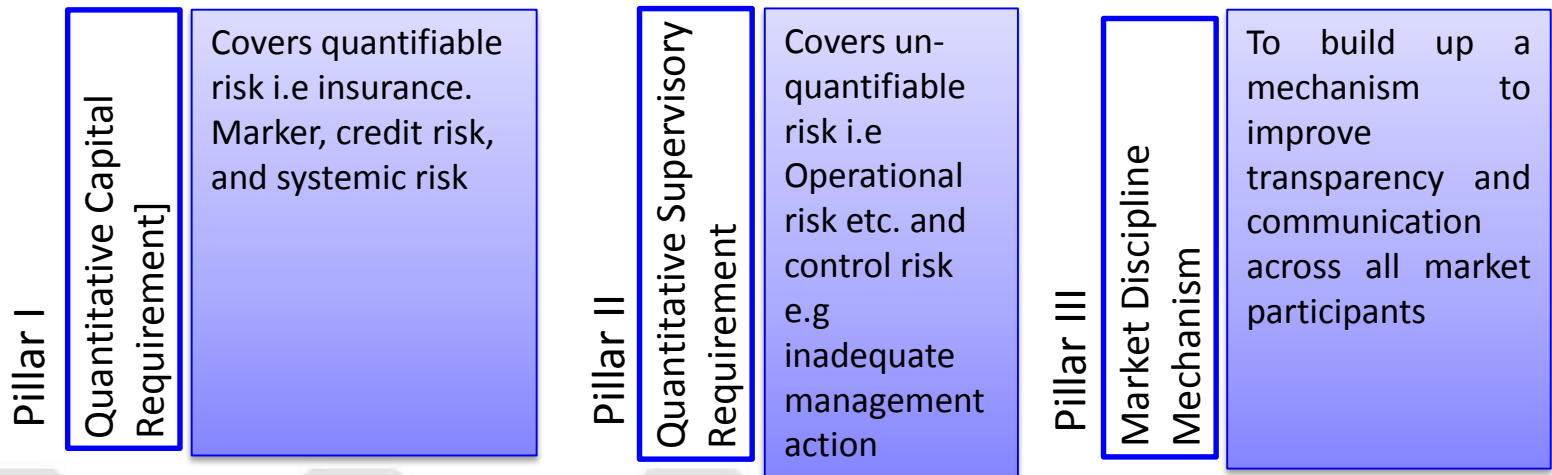 Pillar I
Quantitative Capital
Requirement]
Covers quantifiable
risk i.e insurance.
Marker, credit risk,
and systemic risk
Pillar II
Quantitative Supervisory
Requirement
Covers un-
quantifiable
risk i.e
Operational
risk etc. and
control risk
e.g
inadequate
management
action
Pillar III
Market Discipline
Mechanism
To build up a
mechanism to
improve
transparency and
communication
across all market
participants